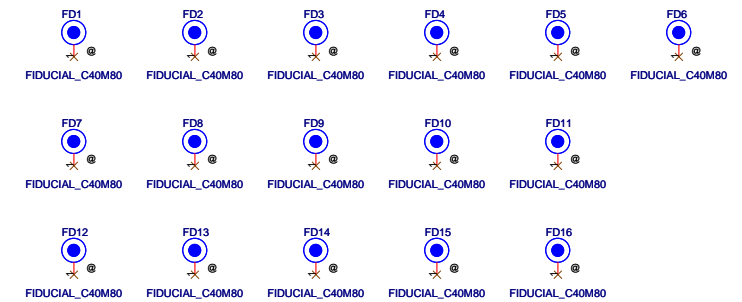 FD1 FD2 FD3 FD4 FD5 FD6
@ @ @ @ @ @
FIDUCIAL_C40M80 FIDUCIAL_C40M80 FIDUCIAL_C40M80 FIDUCIAL_C40M80 FIDUCIAL_C40M80 FIDUCIAL_C40M80
FD7 FD8 FD9 FD10 FD11
@ @ @ @ @
FIDUCIAL_C40M80 FIDUCIAL_C40M80 FIDUCIAL_C40M80 FIDUCIAL_C40M80 FIDUCIAL_C40M80
FD12 FD13 FD14 FD15 FD16
@ @ @ @ @
FIDUCIAL_C40M80 FIDUCIAL_C40M80 FIDUCIAL_C40M80 FIDUCIAL_C40M80 FIDUCIAL_C40M80